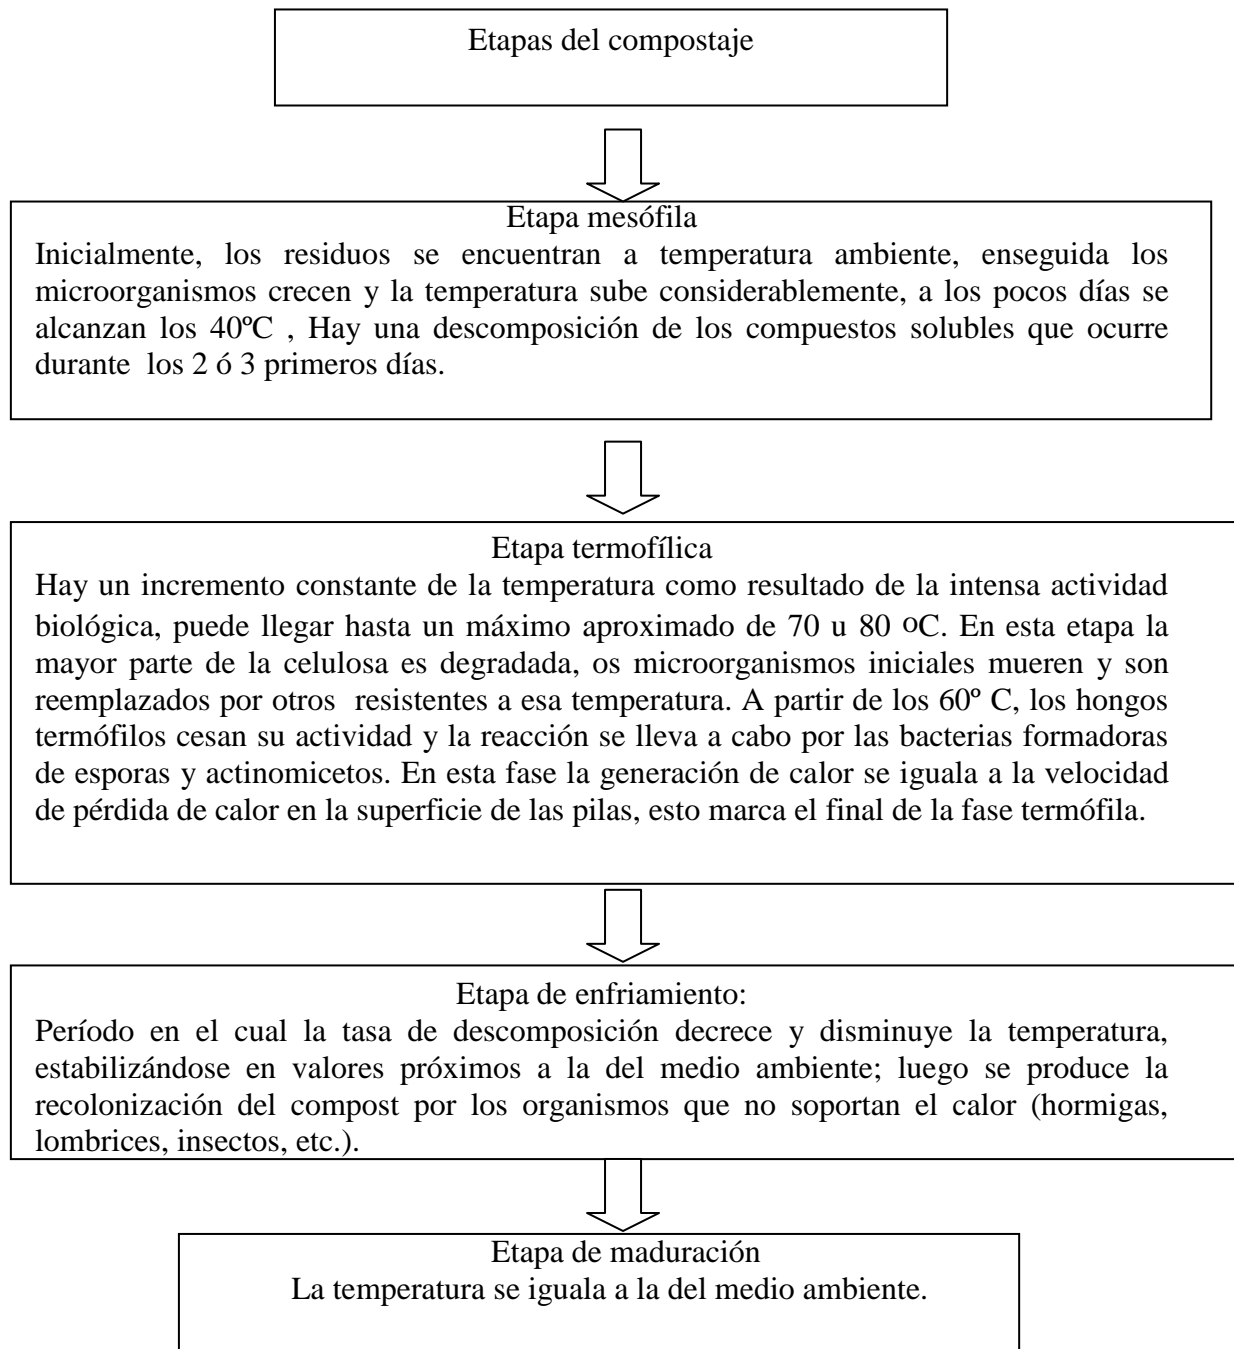 Etapas del compostaje
Etapa mesófila
Inicialmente, los residuos se encuentran a temperatura ambiente, enseguida los
microorganismos crecen y la temperatura sube considerablemente, a los pocos días se
alcanzan los 40ºC , Hay una descomposición de los compuestos solubles que ocurre
durante los 2 ó 3 primeros días.
Etapa termofílica
Hay un incremento constante de la temperatura como resultado de la intensa actividad
biológica, puede llegar hasta un máximo aproximado de 70 u 80 ºC. En esta etapa la
mayor parte de la celulosa es degradada, os microorganismos iniciales mueren y son
reemplazados por otros resistentes a esa temperatura. A partir de los 60º C, los hongos
termófilos cesan su actividad y la reacción se lleva a cabo por las bacterias formadoras
de esporas y actinomicetos. En esta fase la generación de calor se iguala a la velocidad
de pérdida de calor en la superficie de las pilas, esto marca el final de la fase termófila.
Etapa de enfriamiento:
Período en el cual la tasa de descomposición decrece y disminuye la temperatura,
estabilizándose en valores próximos a la del medio ambiente; luego se produce la
recolonización del compost por los organismos que no soportan el calor (hormigas,
lombrices, insectos, etc.).
Etapa de maduración
La temperatura se iguala a la del medio ambiente.